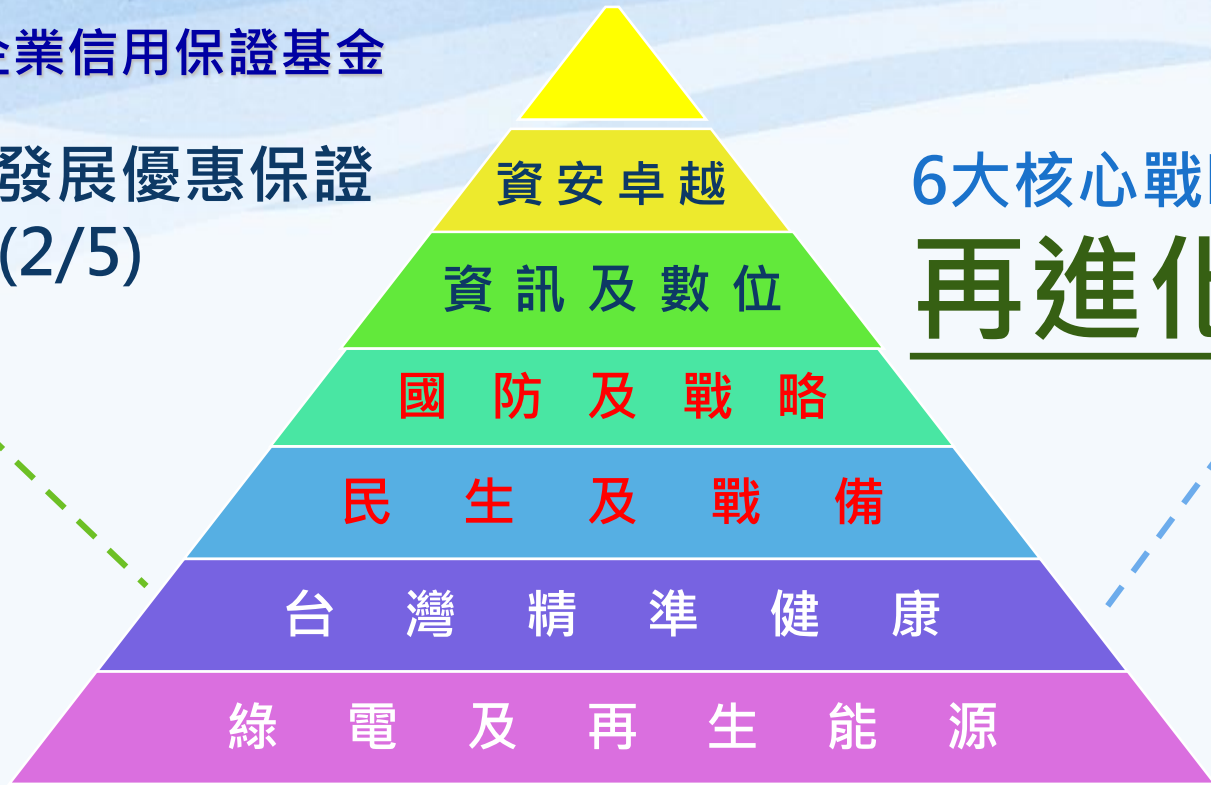 企業信用保證基金
發展優惠保證
(2/5)
6大核心戰
再進化
資安卓越
資訊及數位
國防及戰略
民生及戰備
台灣精準健康
綠電及再生能源